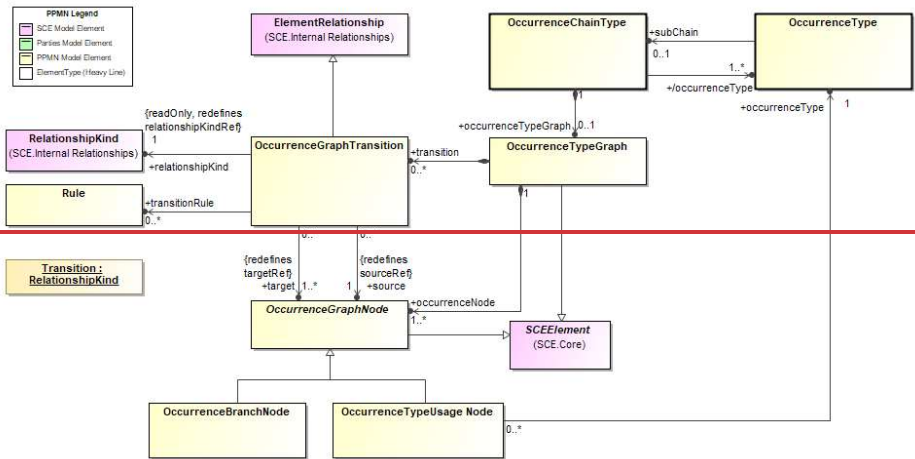 PPMN Legend
SCE Model Element
Parties Model Element
PPMN Model Element
ElementType (Heavy Line)
ElementRelationship
(SCE.Internal Relationships)
OccurrenceChainType
OccurrenceType
+subChain
0..1
1..*
+/occurrenceType
+occurrenceType
1
{readOnly, redefines
relationshipKindRef}
1
+relationshipKind
RelationshipKind
(SCE.Internal Relationships)
OccurrenceGraphTransition
+transition
0..*
1
+occurrenceTypeGraph
0..1
OccurrenceTypeGraph
1
Rule
+transitionRule
0..*
0..
0..
Transition :
RelationshipKind
{redefines
targetRef}
+target
1..*
{redefines
sourceRef}
+source
1
+occurrenceNode
1..*
OccurrenceGraphNode
SCEElement
(SCE.Core)
OccurrenceBranchNode
OccurrenceTypeUsage Node
0..*